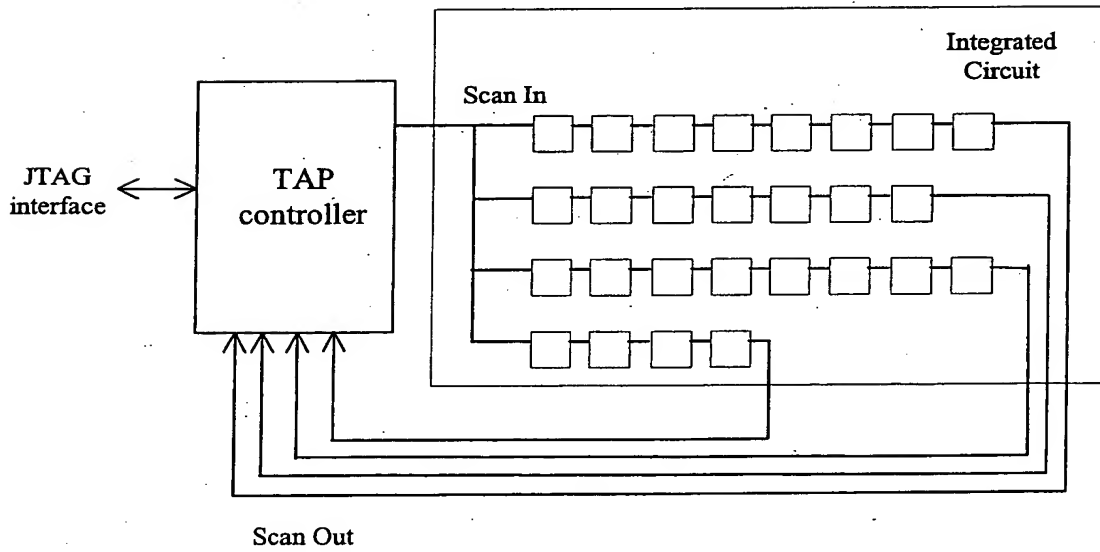 Integrated
Circuit
Scan In
JTAG
interface
TAP
controller
Scan Out